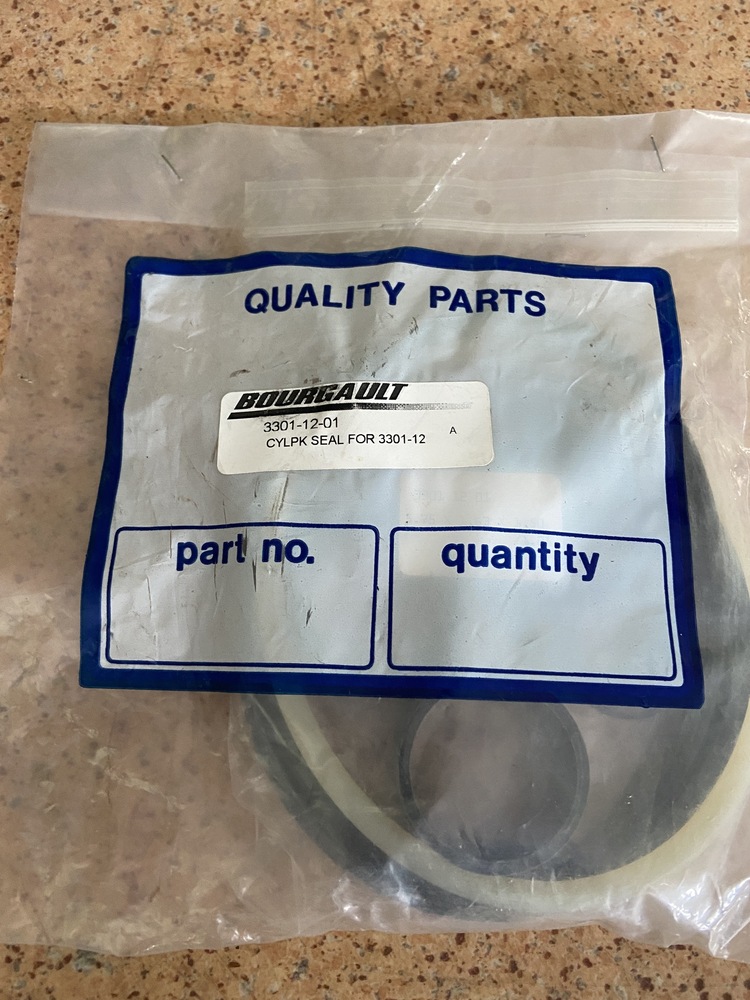 QUALITY PARTS
BOURGAULT
3301-12-01
CYLPK SEAL FOR 3301-12 A
part no.
quantity